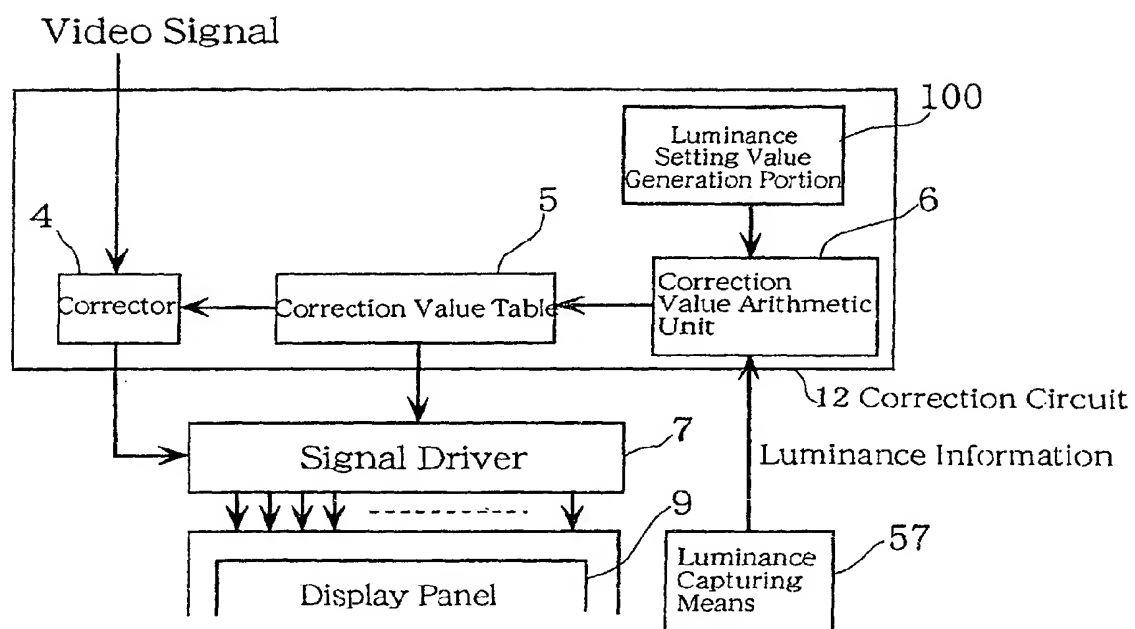 Video Signal
100
Luminance
Setting Value
Generation Portion
4
5
6
Corrector
Correction Value Table
Correction
Value Arithmetic
Unit
12 Correction Circuit
7
Signal Driver
Luminance Information
9
57
Display Panel
Luminance
Capturing
Means